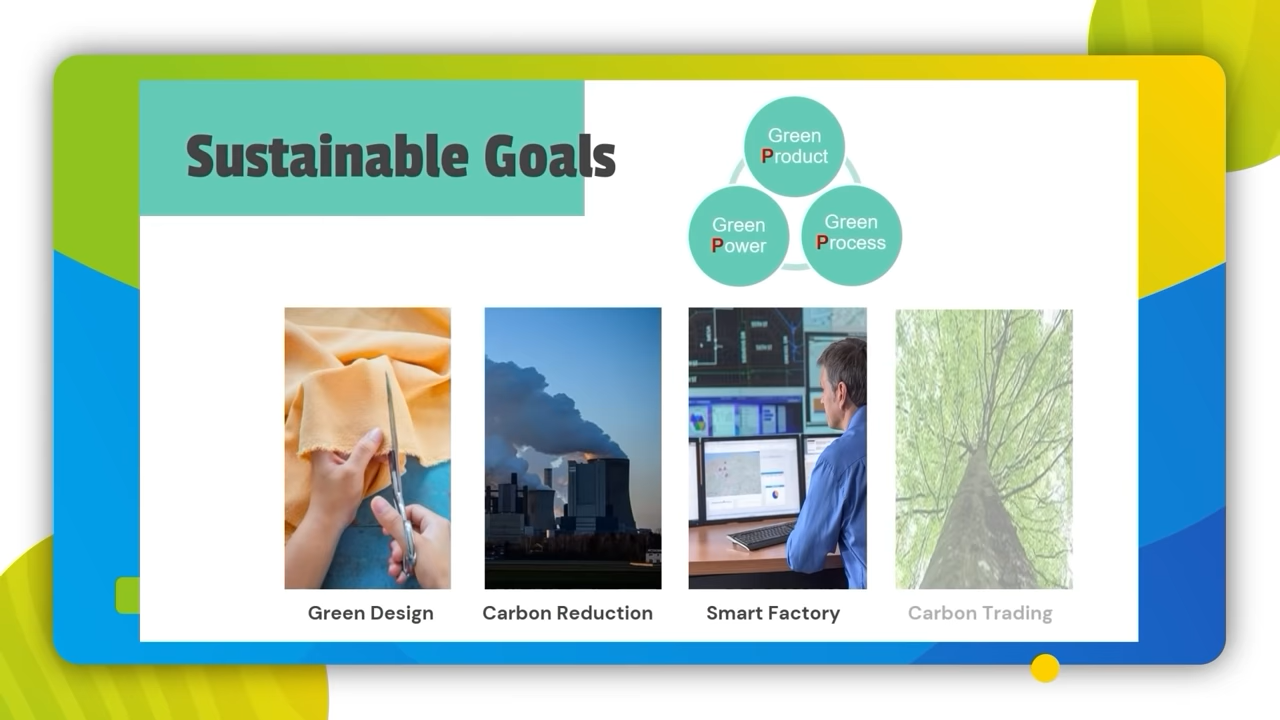 Sustainable Goals
Green
Product
Green
Power
Green
Process
Green Design
Carbon Reduction
Smart Factory
Carbon Trading